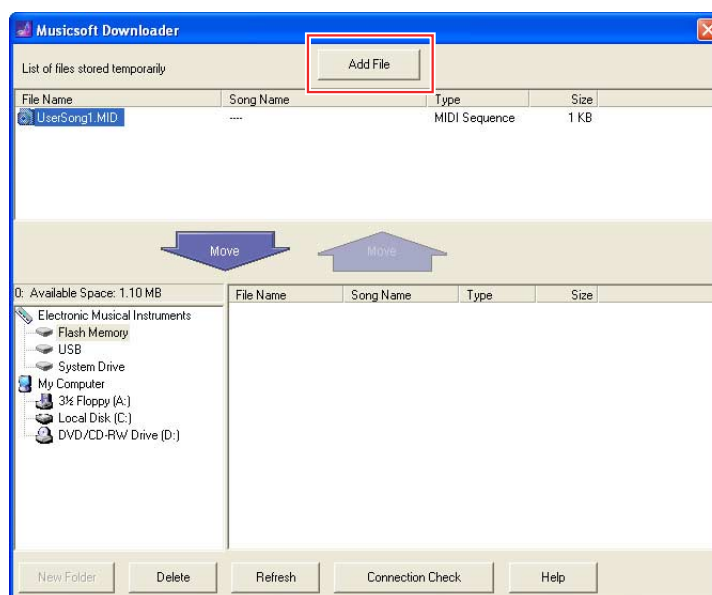 Musicsoft Downloader
List of files stored temporarily
Add File
File Name Song Name Type Size
UserSong1.MID ---- MIDI Sequence 1 KB
Move Move
0: Available Space: 1.10 MB
File Name Song Name Type Size
Electronic Musical Instruments
Flash Memory
USB
System Drive
My Computer
3½ Floppy (A:)
Local Disk (C:)
DVD/CD-RW Drive (D:)
New Folder Delete Refresh Connection Check Help